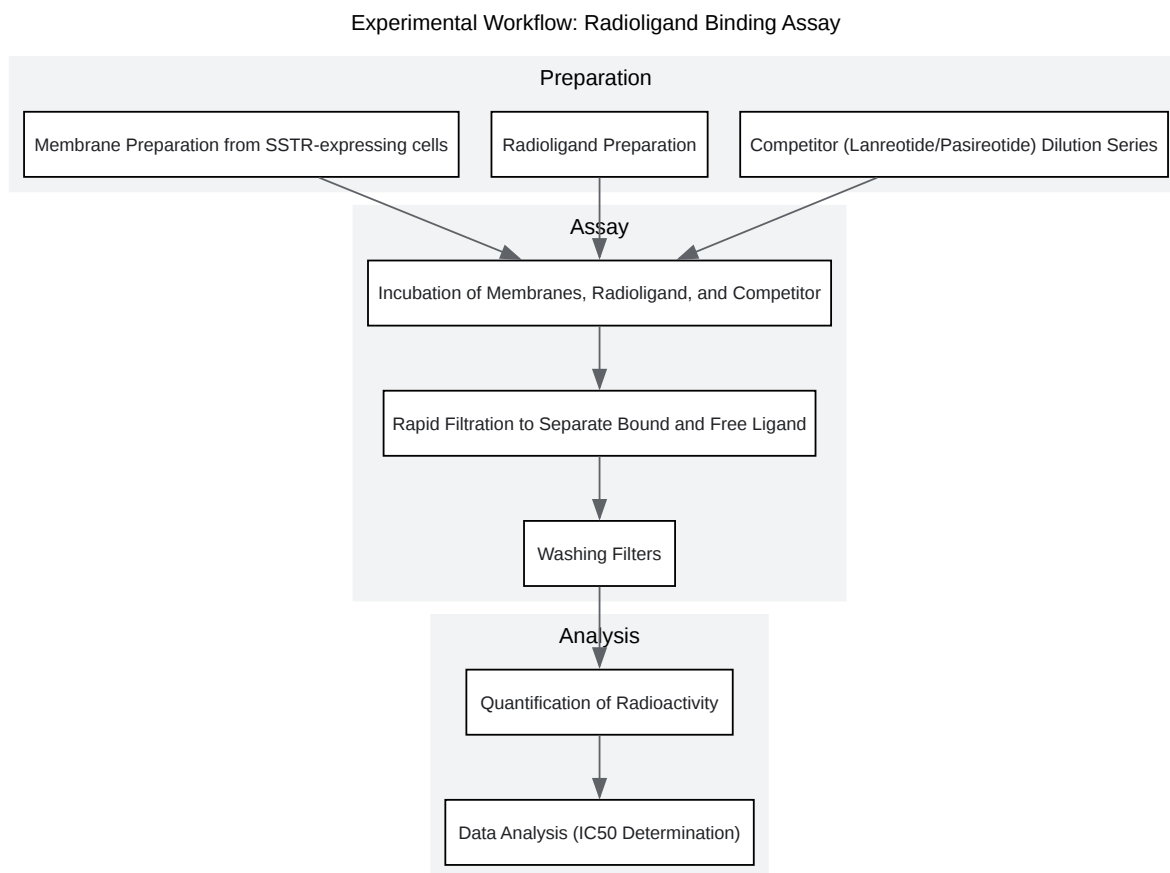 Experimental Workflow: Radioligand Binding Assay
Preparation
Membrane Preparation from SSTR-expressing cells
Radioligand Preparation
Competitor (Lanreotide/Pasireotide) Dilution Series
Assay
Incubation of Membranes, Radioligand, and Competitor
Rapid Filtration to Separate Bound and Free Ligand
Washing Filters
Analysis
Quantification of Radioactivity
Data Analysis (IC50 Determination)